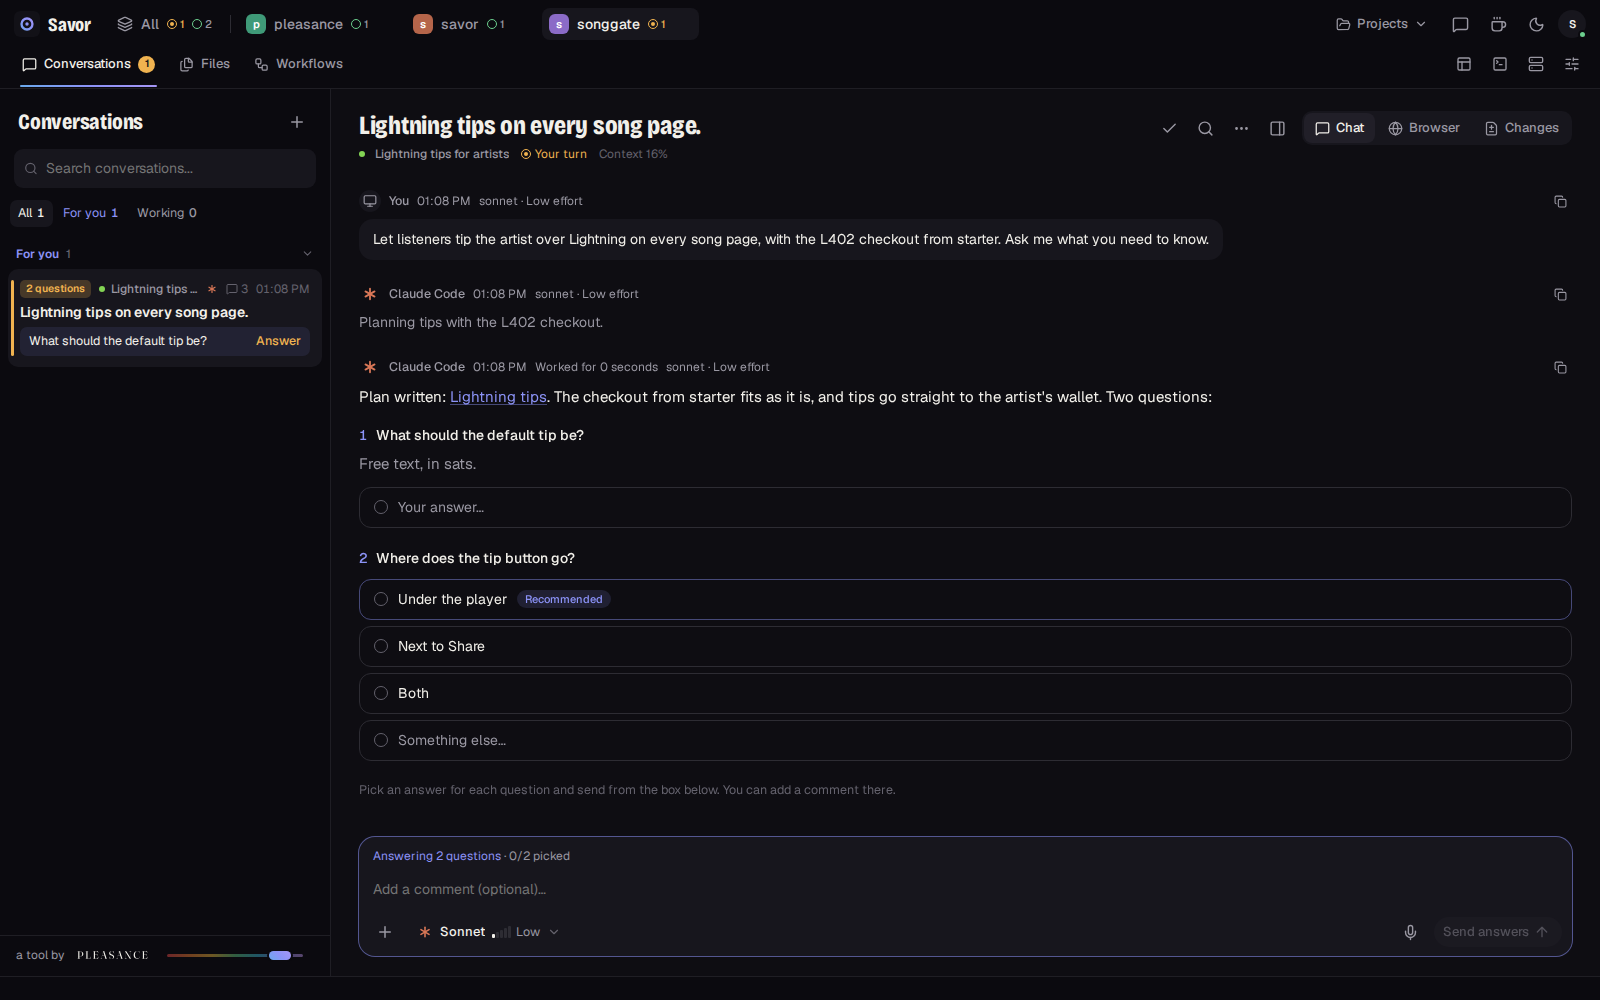 Savor
All 1 2
p pleasance 1
s savor 1
s songgate 1
Projects
S
Conversations 1
Files
Workflows
Conversations
Search conversations...
All 1
For you 1
Working 0
For you 1
2 questions
Lightning tips ...
3
01:08 PM
Lightning tips on every song page.
What should the default tip be?
Answer
a tool by PLEASANCE
Lightning tips on every song page.
Lightning tips for artists
Your turn
Context 16%
Chat
Browser
Changes
You 01:08 PM sonnet · Low effort
Let listeners tip the artist over Lightning on every song page, with the L402 checkout from starter. Ask me what you need to know.
Claude Code 01:08 PM sonnet · Low effort
Planning tips with the L402 checkout.
Claude Code 01:08 PM Worked for 0 seconds sonnet · Low effort
Plan written: Lightning tips. The checkout from starter fits as it is, and tips go straight to the artist's wallet. Two questions:
1 What should the default tip be?
Free text, in sats.
Your answer...
2 Where does the tip button go?
Under the player Recommended
Next to Share
Both
Something else...
Pick an answer for each question and send from the box below. You can add a comment there.
Answering 2 questions · 0/2 picked
Add a comment (optional)...
Sonnet Low
Send answers